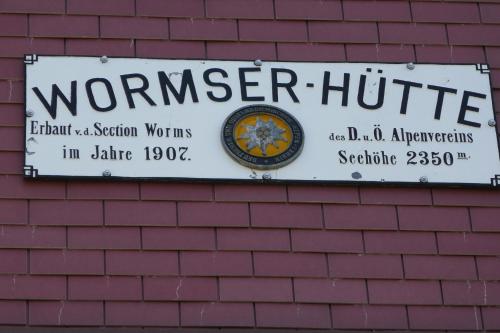 WORMSER-HÜTTE
Erbaut v. d. Section Worms
im Jahre 1907.
des D. u. Ö. Alpenvereins
Seehöhe 2350 m.